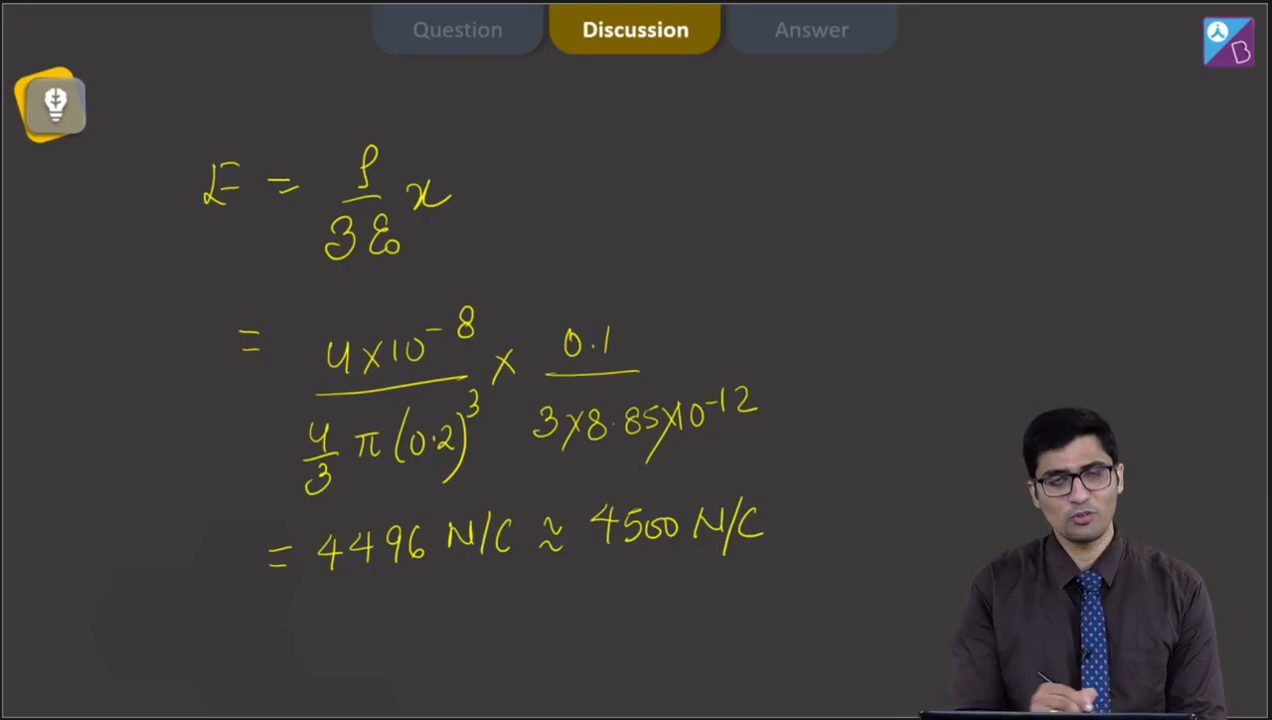 Question Discussion Answer
E = ρ/3ε₀ x
= 4×10⁻⁸/(4/3 π(0.2)³) × 0.1/(3×8.85×10⁻¹²)
= 4496 N/C ≈ 4500 N/C